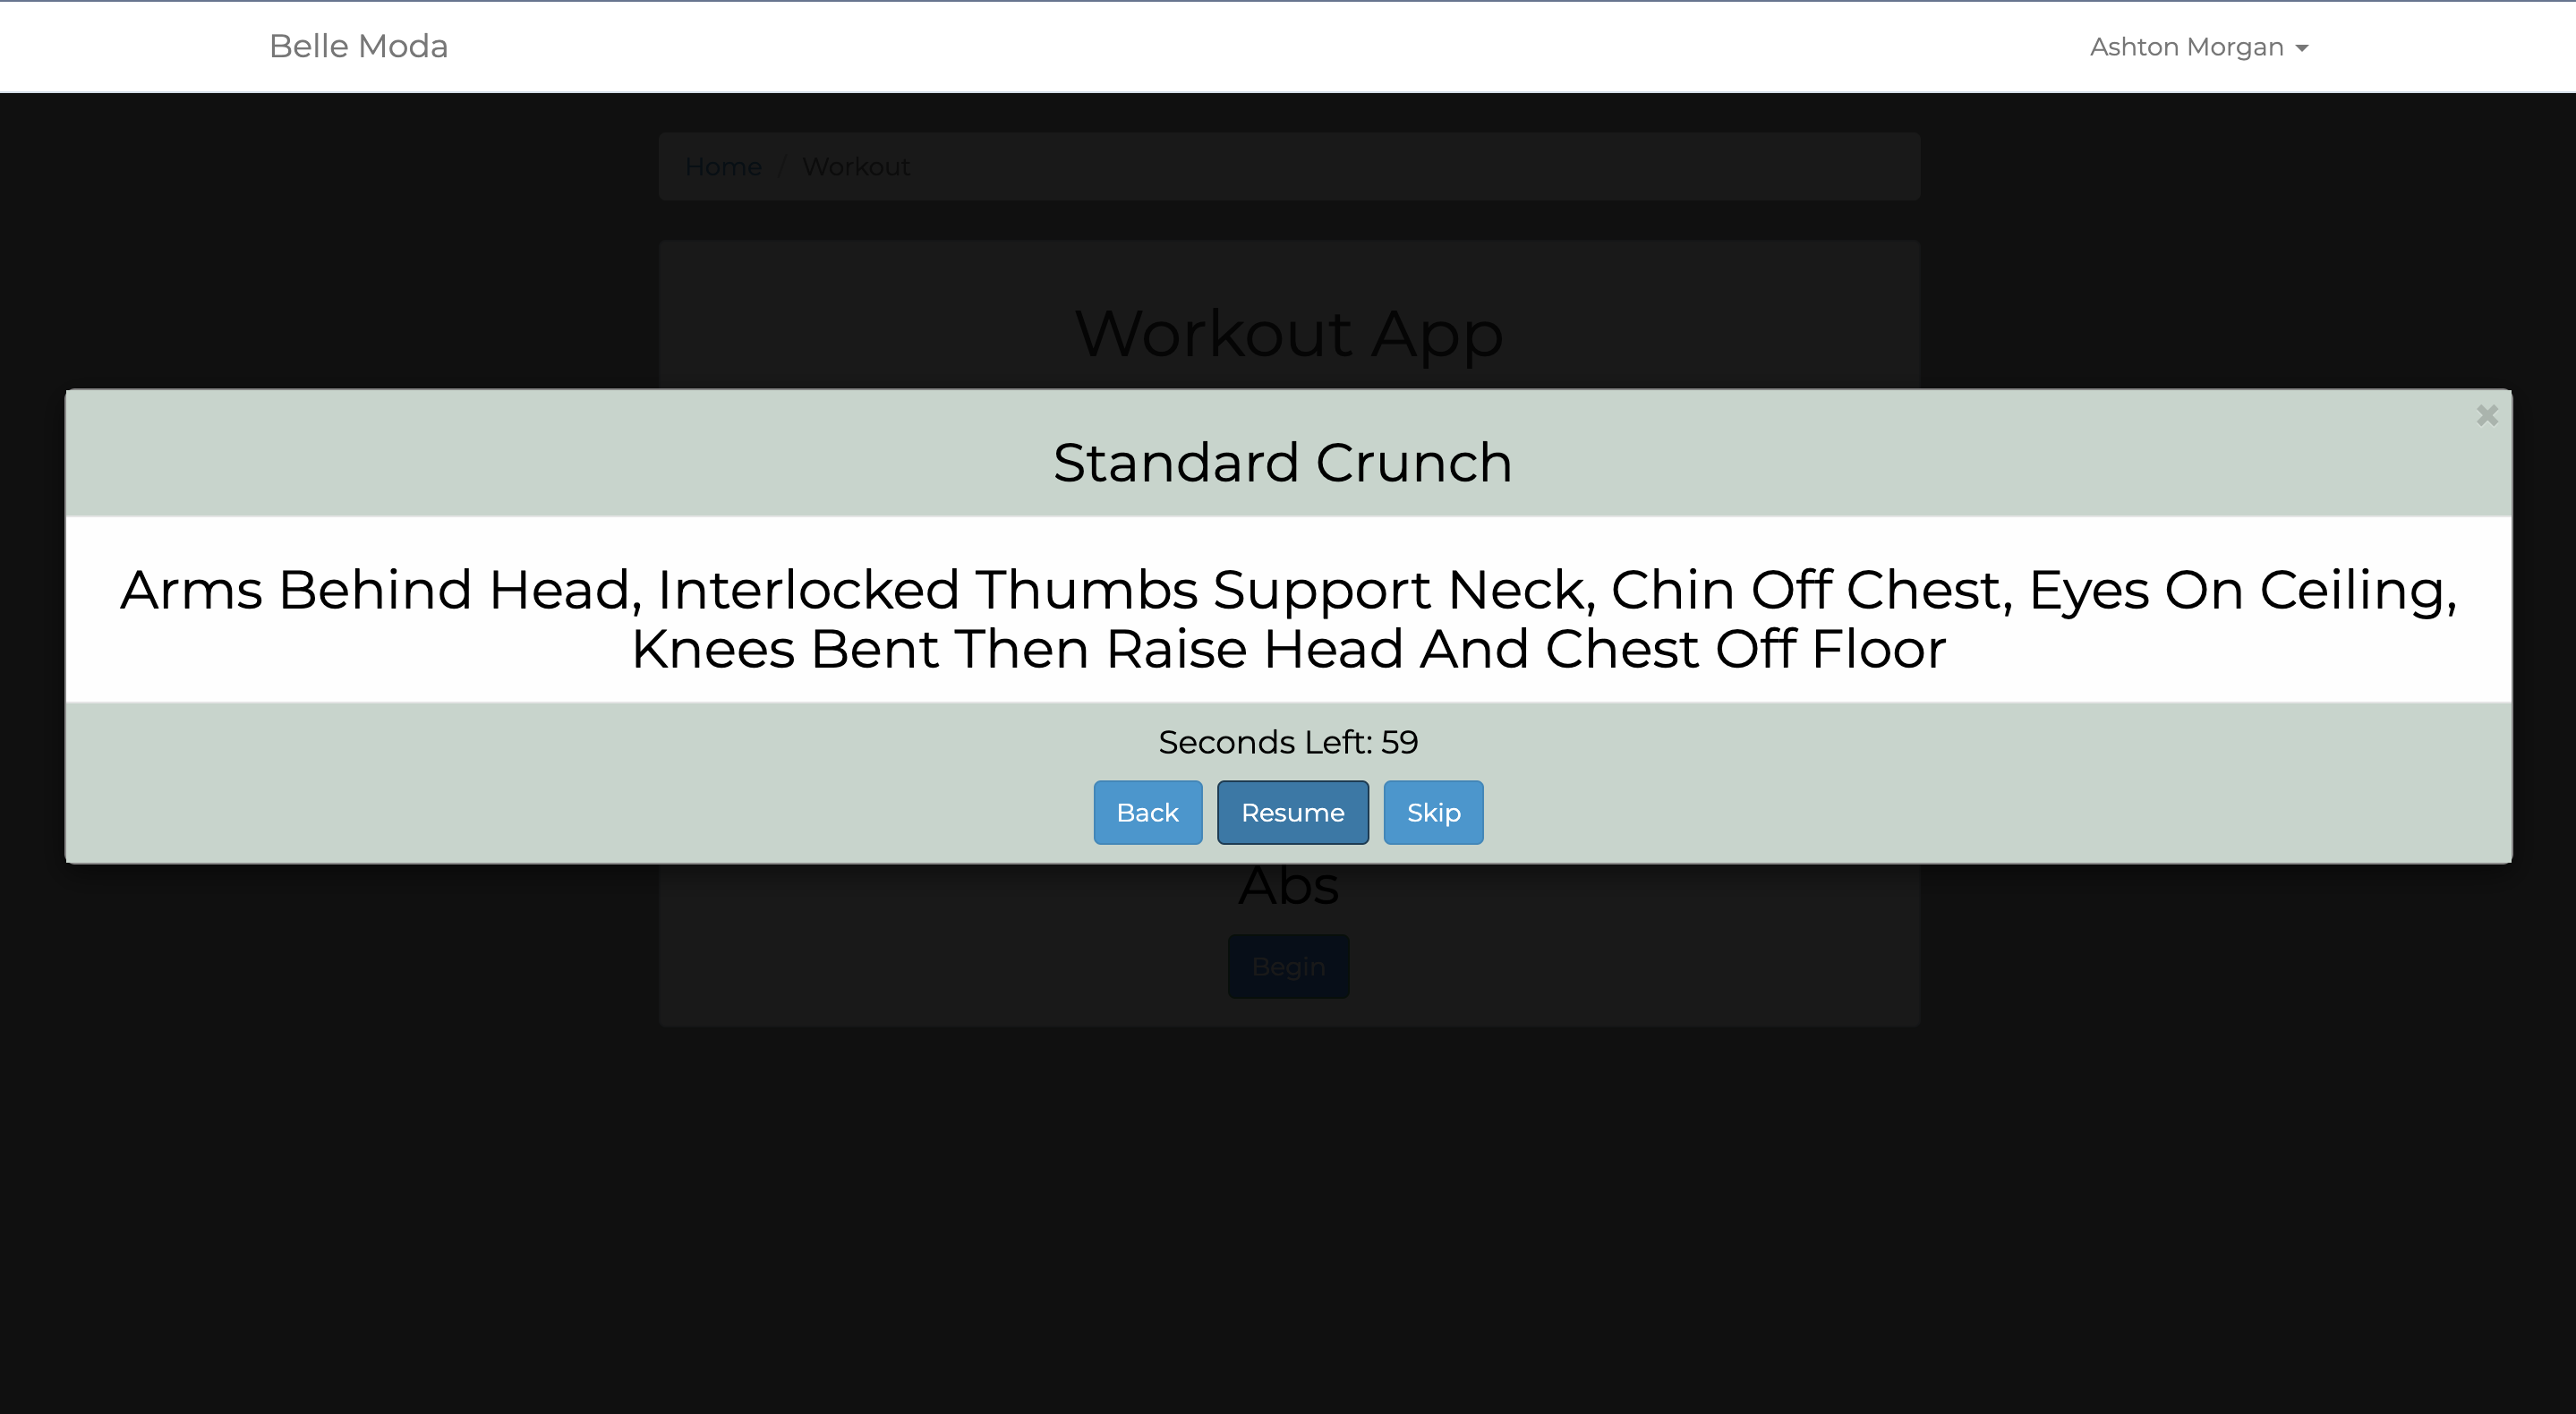 Belle Moda
Ashton Morgan
Home / Workout
Workout App
Standard Crunch
Arms Behind Head, Interlocked Thumbs Support Neck, Chin Off Chest, Eyes On Ceiling,
Knees Bent Then Raise Head And Chest Off Floor
Seconds Left: 59
Back Resume Skip
Abs
Begin